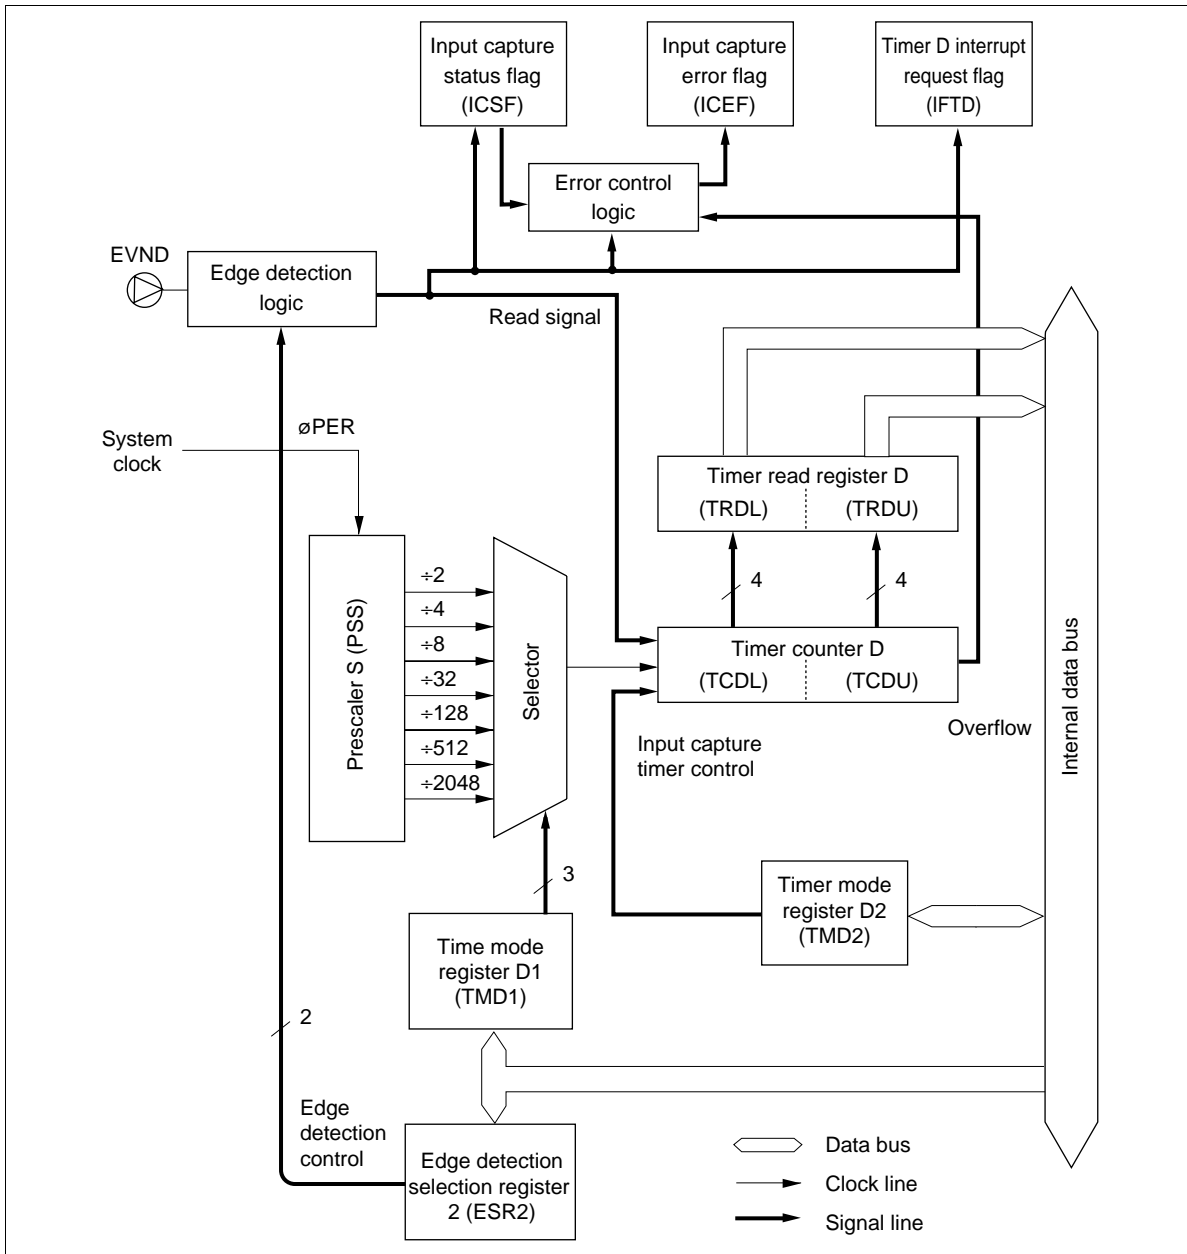 Input capture
status flag
(ICSF)
Input capture
error flag
(ICEF)
Timer D interrupt
request flag
(IFTD)
Error control
logic
EVND
Edge detection
logic
Read signal
øPER
System
clock
Timer read register D
(TRDL)
(TRDU)
÷2
÷4
÷8
÷32
÷128
÷512
÷2048
Prescaler S (PSS)
Selector
4
4
Timer counter D
(TCDL)
(TCDU)
Input capture
timer control
Overflow
Internal data bus
3
Timer mode
register D2
(TMD2)
Time mode
register D1
(TMD1)
2
Edge
detection
control
Edge detection
selection register
2 (ESR2)
Data bus
Clock line
Signal line